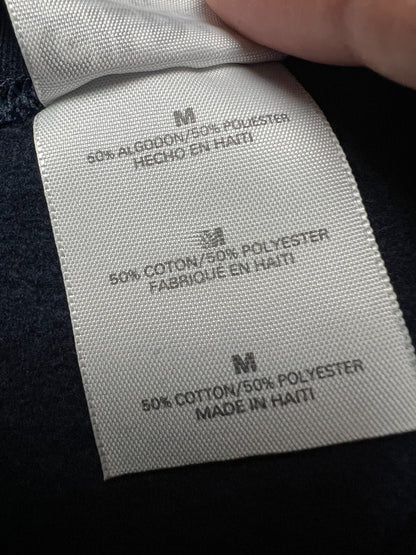 M
50% ALGODON/50% POLIESTER
HECHO EN HAITI
M
50% COTON/50% POLYESTER
FABRIQUÉ EN HAITI
M
50% COTTON/50% POLYESTER
MADE IN HAITI